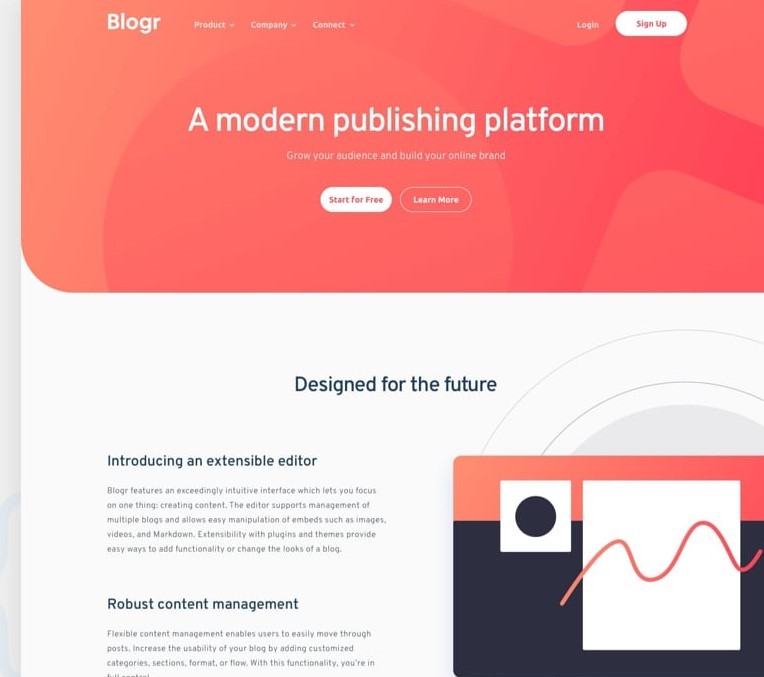 Blogr Product Company Connect Login Sign Up
A modern publishing platform
Grow your audience and build your online brand
Start for Free Learn More
Designed for the future
Introducing an extensible editor
Blogr features an exceedingly intuitive interface which lets you focus
on one thing: creating content. The editor supports management of
multiple blogs and allows easy manipulation of embeds such as images,
videos, and Markdown. Extensibility with plugins and themes provide
easy ways to add functionality or change the looks of a blog.
Robust content management
Flexible content management enables users to easily move through
posts. Increase the usability of your blog by adding customized
categories, sections, format, or flow. With this functionality, you're in
full control.